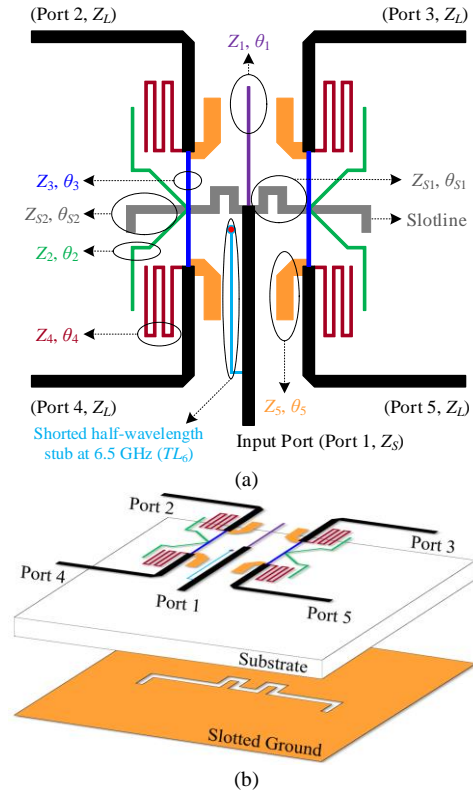 (Port 2, Z_L)
(Port 3, Z_L)
Z_1, θ_1
Z_3, θ_3
Z_S1, θ_S1
Z_S2, θ_S2
Slotline
Z_2, θ_2
Z_4, θ_4
(Port 4, Z_L)
Z_5, θ_5
(Port 5, Z_L)
Shorted half-wavelength
stub at 6.5 GHz (TL_6)
Input Port (Port 1, Z_S)
(a)
Port 2
Port 3
Port 4
Port 1
Port 5
Substrate
Slotted Ground
(b)